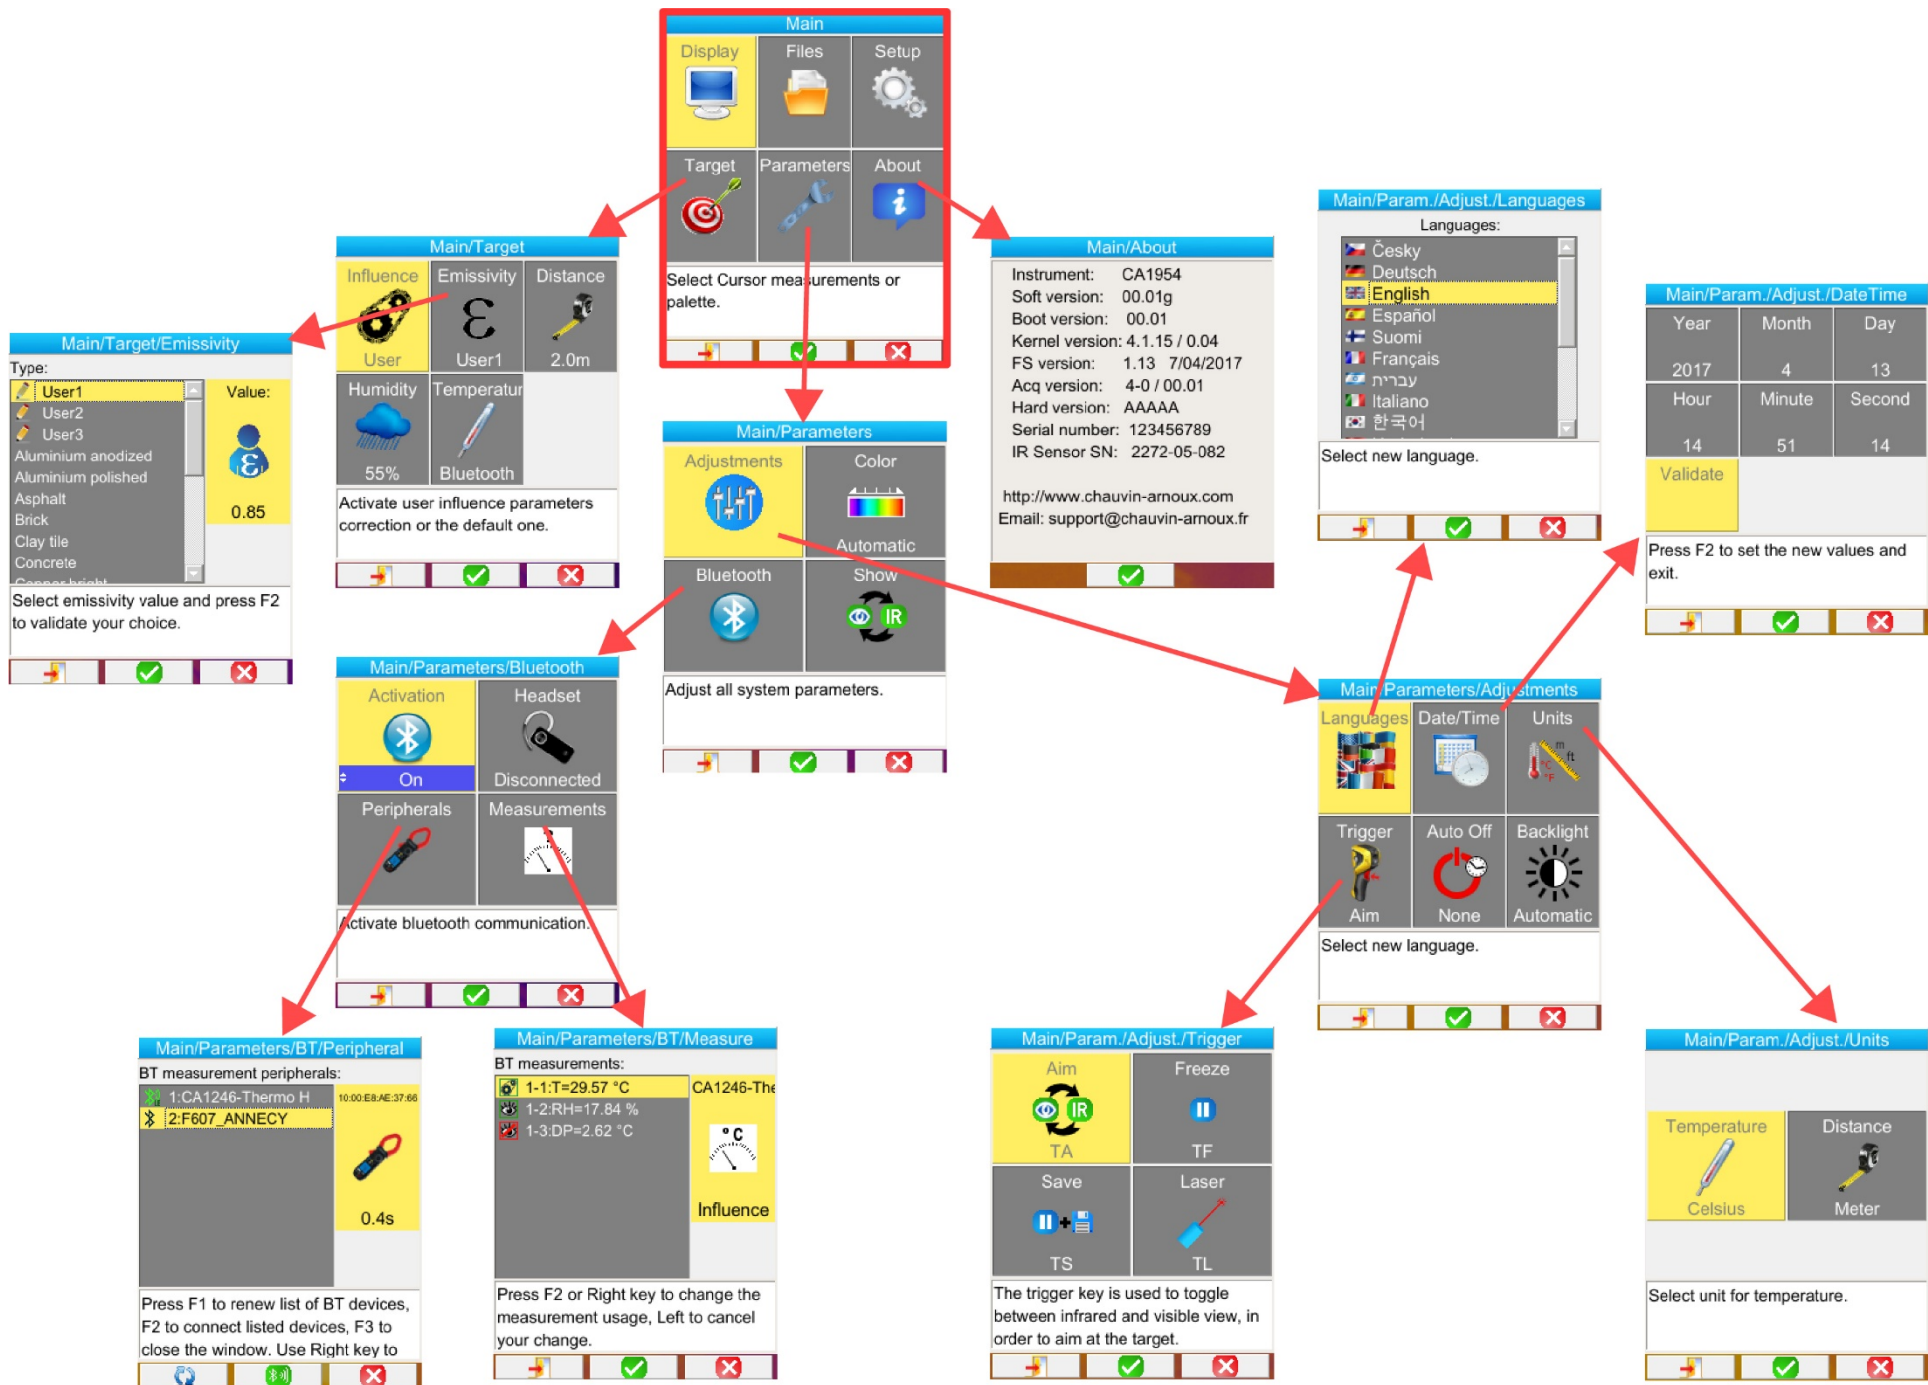 Main
Display Files Setup
Target Parameters About
Select Cursor measurements or
palette.
Main/Target
Influence Emissivity Distance
User User1 2.0m
Humidity Temperatur
55% Bluetooth
Activate user influence parameters
correction or the default one.
Main/Target/Emissivity
Type:
User1
User2
User3
Aluminium anodized
Aluminium polished
Asphalt
Brick
Clay tile
Concrete
Copper bright
Value:
0.85
Select emissivity value and press F2
to validate your choice.
Main/About
Instrument: CA1954
Soft version: 00.01g
Boot version: 00.01
Kernel version: 4.1.15 / 0.04
FS version: 1.13 7/04/2017
Acq version: 4-0 / 00.01
Hard version: AAAAA
Serial number: 123456789
IR Sensor SN: 2272-05-082
http://www.chauvin-arnoux.com
Email: support@chauvin-arnoux.fr
Main/Parameters
Adjustments Color
Automatic
Bluetooth Show
IR
Adjust all system parameters.
Main/Parameters/Bluetooth
Activation Headset
On Disconnected
Peripherals Measurements
Activate bluetooth communication.
Main/Parameters/BT/Peripheral
BT measurement peripherals:
1:CA1246-Thermo H
2:F607_ANNECY
10:00:E8:AE:37:66
0.4s
Press F1 to renew list of BT devices,
F2 to connect listed devices, F3 to
close the window. Use Right key to
Main/Parameters/BT/Measure
BT measurements:
1-1:T=29.57 °C
1-2:RH=17.84 %
1-3:DP=2.62 °C
CA1246-The
°C
Influence
Press F2 or Right key to change the
measurement usage, Left to cancel
your change.
Main/Param./Adjust./Languages
Languages:
Česky
Deutsch
English
Español
Suomi
Français
עברית
Italiano
한국어
Select new language.
Main/Param./Adjust./DateTime
Year Month Day
2017 4 13
Hour Minute Second
14 51 14
Validate
Press F2 to set the new values and
exit.
Main/Parameters/Adjustments
Languages Date/Time Units
m
ft
°C
°F
Trigger Auto Off Backlight
Aim None Automatic
Select new language.
Main/Param./Adjust./Trigger
Aim Freeze
IR
TA TF
Save Laser
TS TL
The trigger key is used to toggle
between infrared and visible view, in
order to aim at the target.
Main/Param./Adjust./Units
Temperature Distance
Celsius Meter
Select unit for temperature.